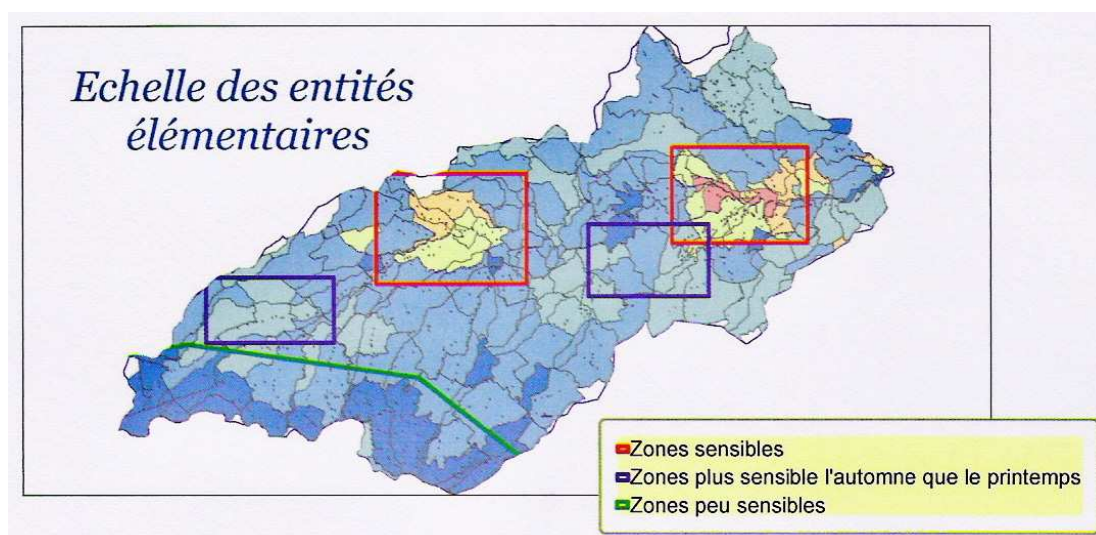 Echelle des entités
élémentaires
Zones sensibles
Zones plus sensible l'automne que le printemps
Zones peu sensibles